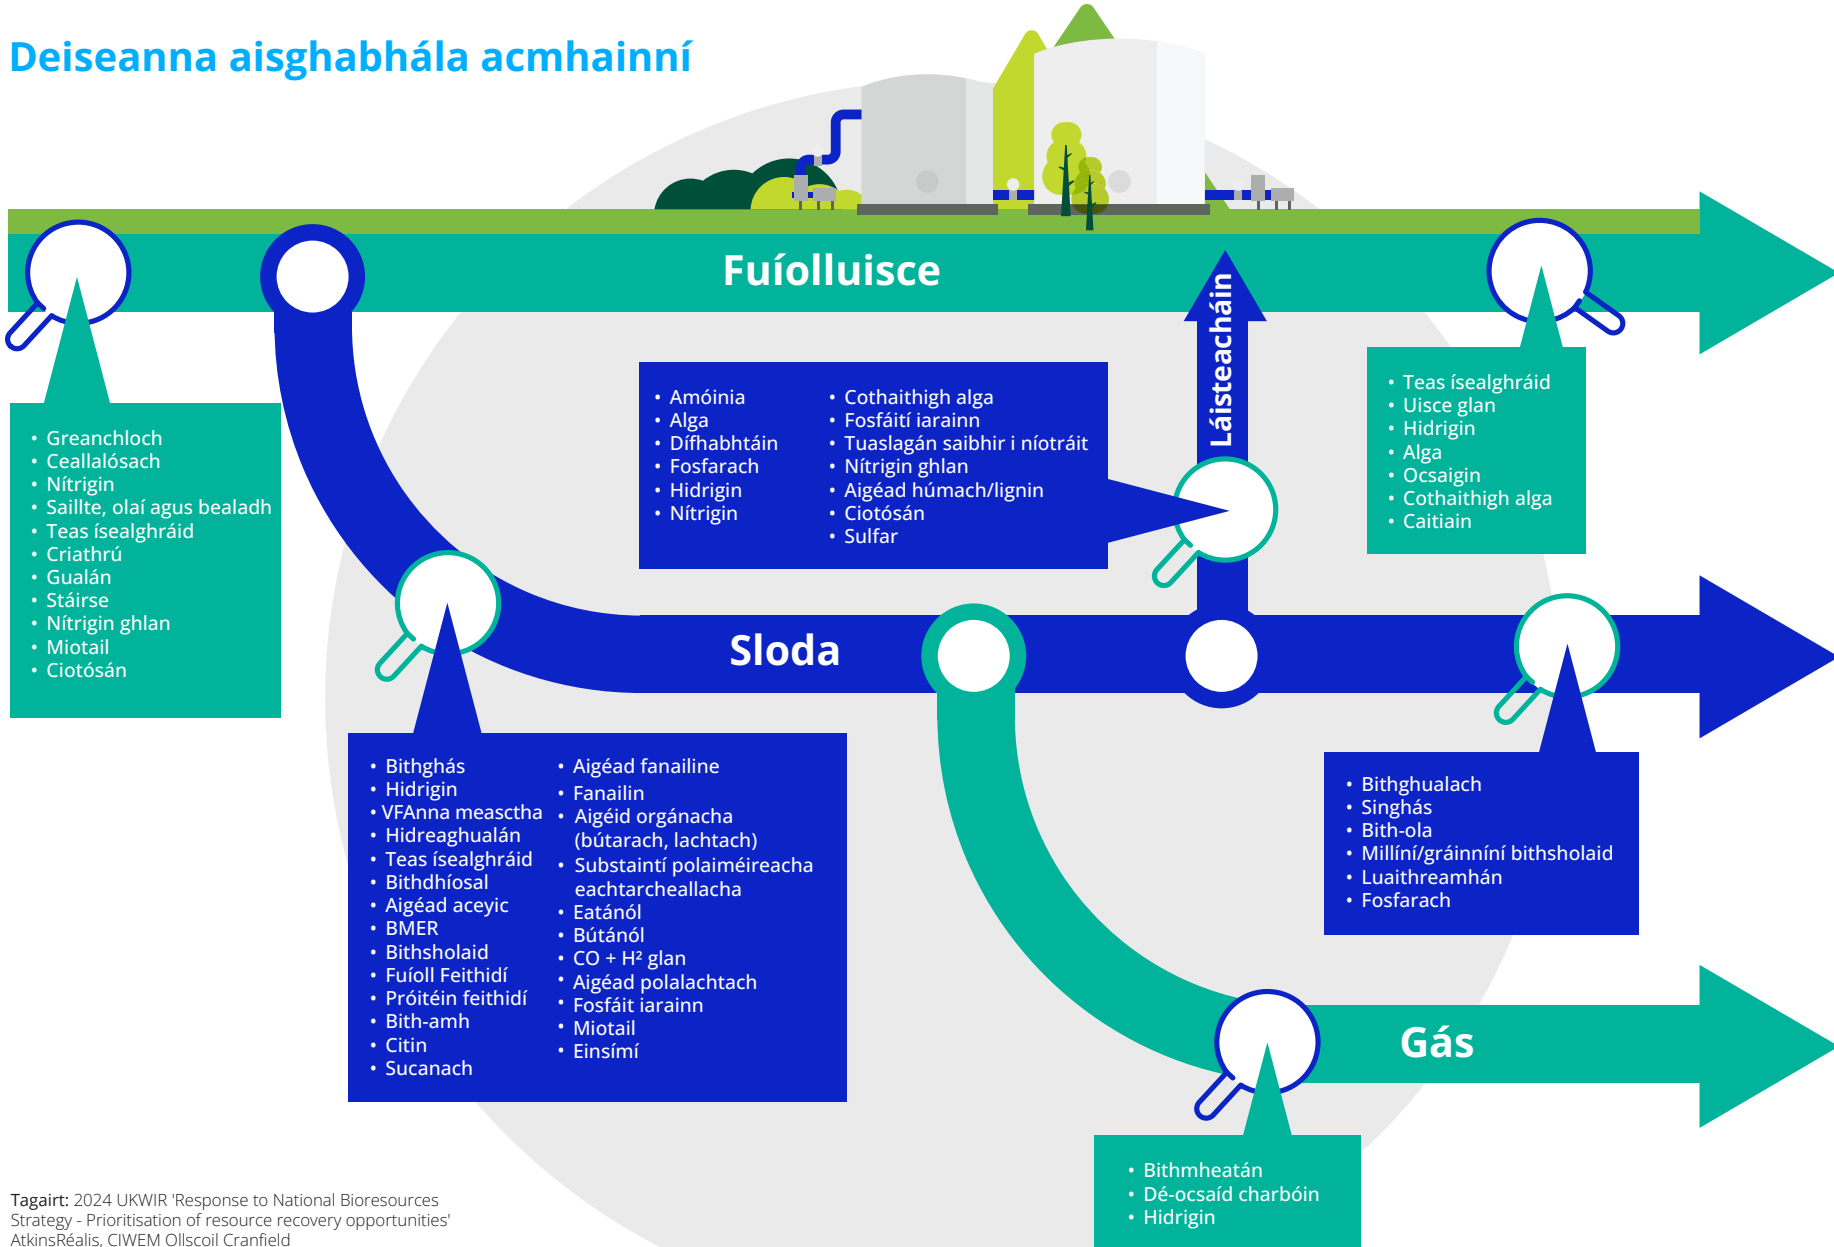 Deiseanna aisghabhála acmhainní
Fuíolluisce
• Greanchloch
• Ceallalósach
• Nítrigin
• Saillte, olaí agus bealadh
• Teas ísealghráid
• Criathrú
• Gualán
• Stáirse
• Nítrigin ghlan
• Miotail
• Ciotósán
• Amóinia
• Alga
• Dífhabhtáin
• Fosfarach
• Hidrigin
• Nítrigin
• Cothaithigh alga
• Fosfáití iarainn
• Tuaslagán saibhir i níotráit
• Nítrigin ghlan
• Aigéad húmach/lignin
• Ciotósán
• Sulfar
Láisteacháin
• Teas ísealghráid
• Uisce glan
• Hidrigin
• Alga
• Ocsaigin
• Cothaithigh alga
• Caitiain
Sloda
• Bithghás
• Hidrigin
• VFAnna measctha
• Hidreaghualán
• Teas ísealghráid
• Bithdhíosal
• Aigéad aceyic
• BMER
• Bithsholaid
• Fuíoll Feithidí
• Próitéin feithidí
• Bith-amh
• Citin
• Sucanach
• Aigéad fanailine
• Fanailin
• Aigéid orgánacha
(bútarach, lachtach)
• Substaintí polaiméireacha
eachtarcheallacha
• Eatánól
• Bútánól
• CO + H² glan
• Aigéad polalachtach
• Fosfáit iarainn
• Miotail
• Einsímí
• Bithghualach
• Singhás
• Bith-ola
• Millíní/gráinníní bithsholaid
• Luaithreamhán
• Fosfarach
Gás
• Bithmheatán
• Dé-ocsaíd charbóin
• Hidrigin
Tagairt: 2024 UKWIR 'Response to National Bioresources
Strategy - Prioritisation of resource recovery opportunities'
AtkinsRéalis, CIWEM Ollscoil Cranfield